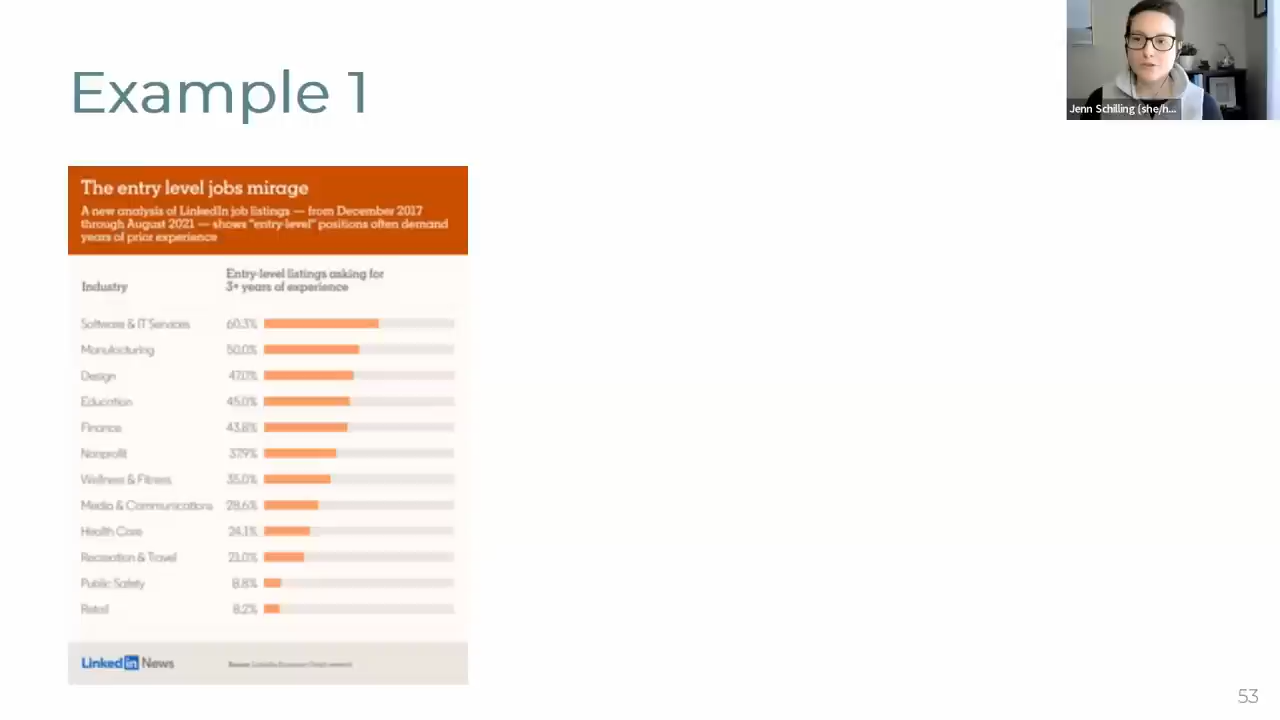 Example 1
Jenn Schilling (she/h...
The entry level jobs mirage
A new analysis of LinkedIn job listings — from December 2017
through August 2021 — shows "entry-level" positions often demand
years of prior experience
Industry
Entry-level listings asking for
3+ years of experience
Software & IT Services 60.3%
Manufacturing 50.0%
Design 47.0%
Education 45.0%
Finance 43.8%
Nonprofit 37.9%
Wellness & Fitness 35.0%
Media & Communications 28.6%
Health Care 24.1%
Recreation & Travel 21.0%
Public Safety 8.8%
Retail 8.2%
LinkedIn News
Source: LinkedIn Economic Graph
53